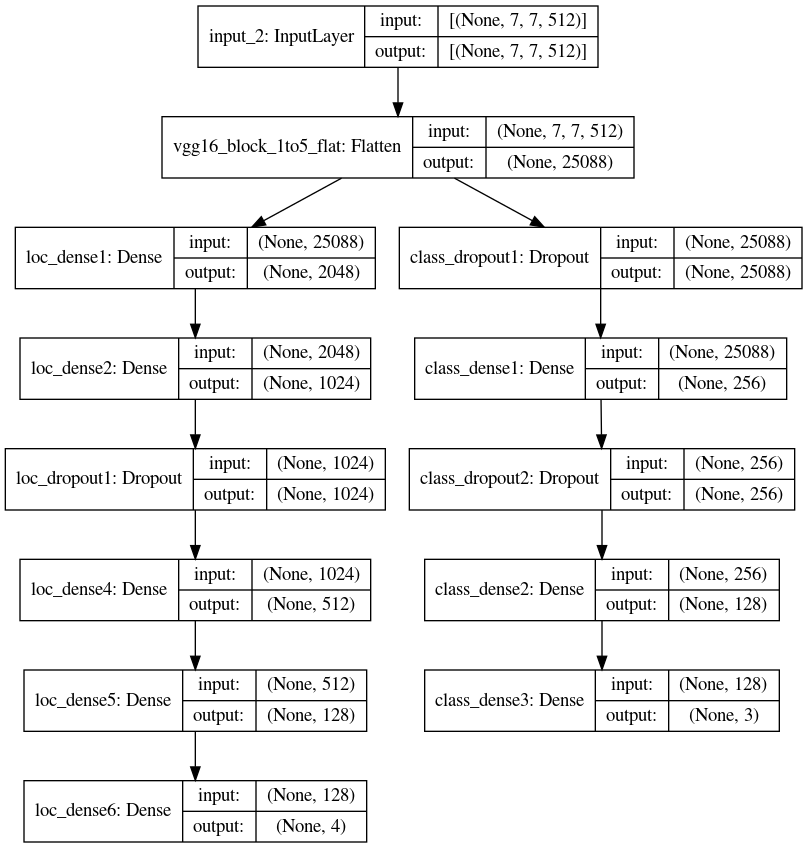 input_2: InputLayer
input: [(None, 7, 7, 512)]
output: [(None, 7, 7, 512)]
vgg16_block_1to5_flat: Flatten
input: (None, 7, 7, 512)
output: (None, 25088)
loc_dense1: Dense
input: (None, 25088)
output: (None, 2048)
class_dropout1: Dropout
input: (None, 25088)
output: (None, 25088)
loc_dense2: Dense
input: (None, 2048)
output: (None, 1024)
class_dense1: Dense
input: (None, 25088)
output: (None, 256)
loc_dropout1: Dropout
input: (None, 1024)
output: (None, 1024)
class_dropout2: Dropout
input: (None, 256)
output: (None, 256)
loc_dense4: Dense
input: (None, 1024)
output: (None, 512)
class_dense2: Dense
input: (None, 256)
output: (None, 128)
loc_dense5: Dense
input: (None, 512)
output: (None, 128)
class_dense3: Dense
input: (None, 128)
output: (None, 3)
loc_dense6: Dense
input: (None, 128)
output: (None, 4)